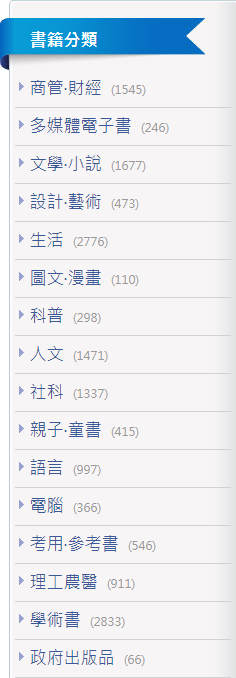 書籍分類
商管·財經 (1545)
多媒體電子書 (246)
文學·小說 (1677)
設計·藝術 (473)
生活 (2776)
圖文·漫畫 (110)
科普 (298)
人文 (1471)
社科 (1337)
親子·童書 (415)
語言 (997)
電腦 (366)
考用·參考書 (546)
理工農醫 (911)
學術書 (2833)
政府出版品 (66)